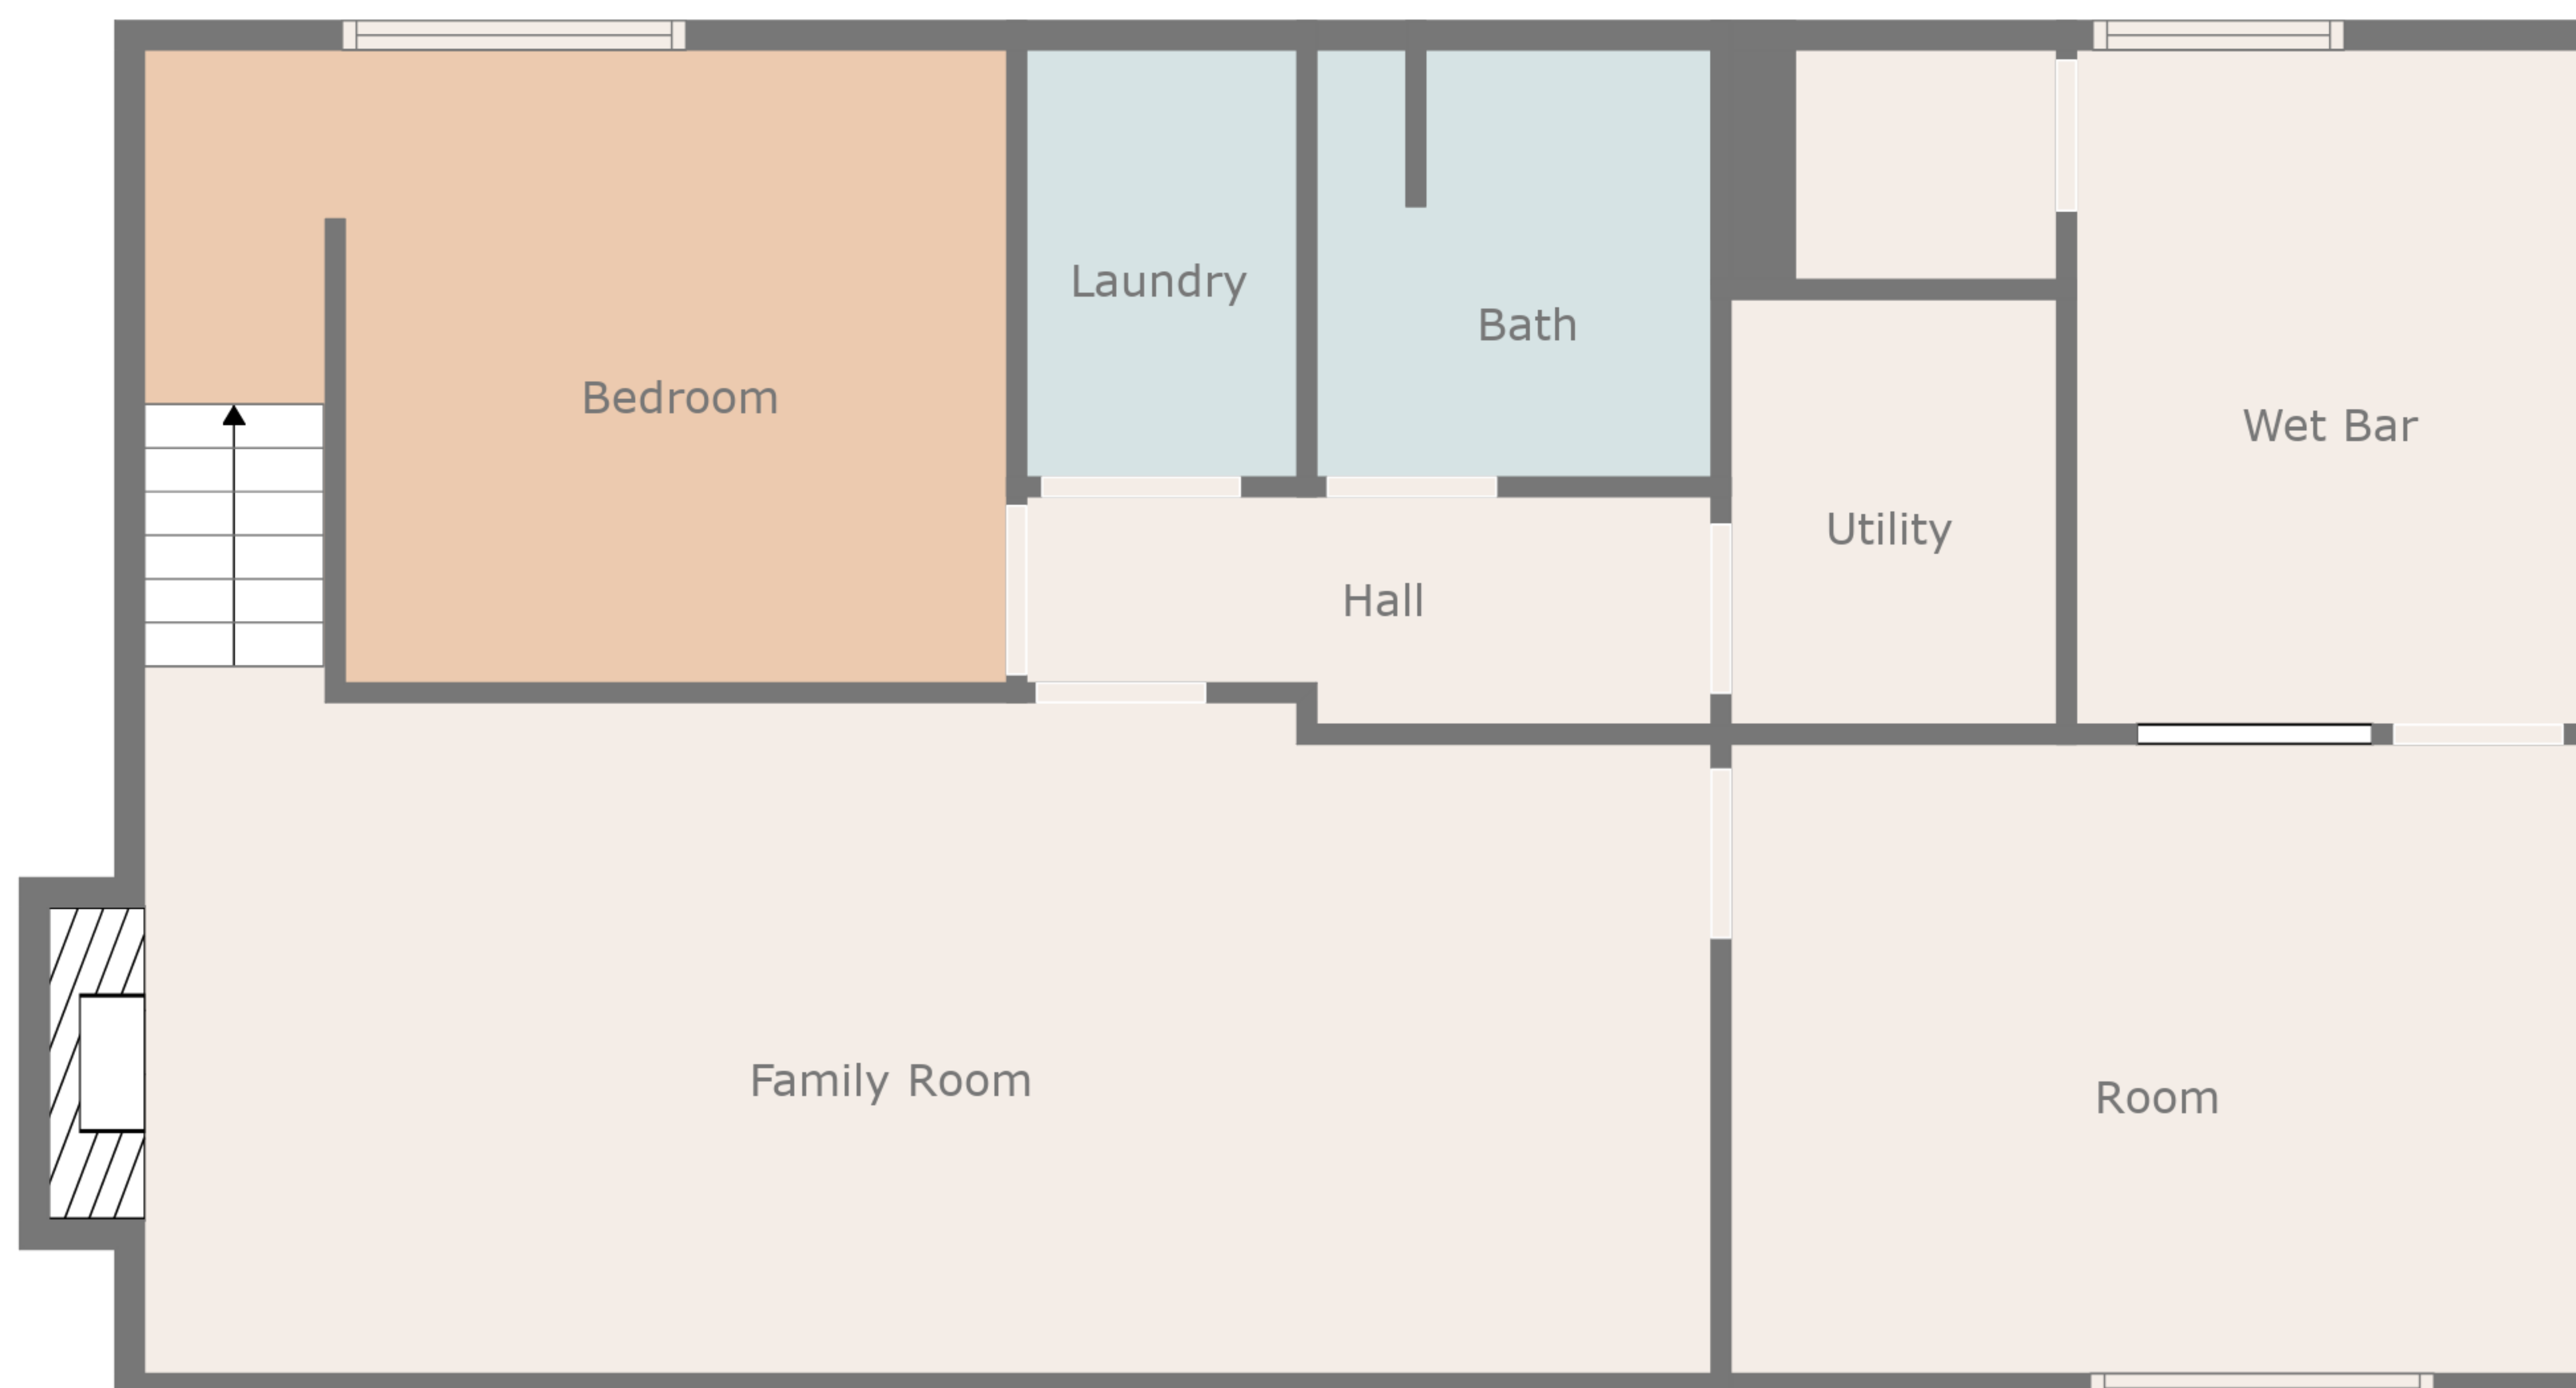 Laundry
Bath
Bedroom
Wet Bar
Utility
Hall
Family Room
Room